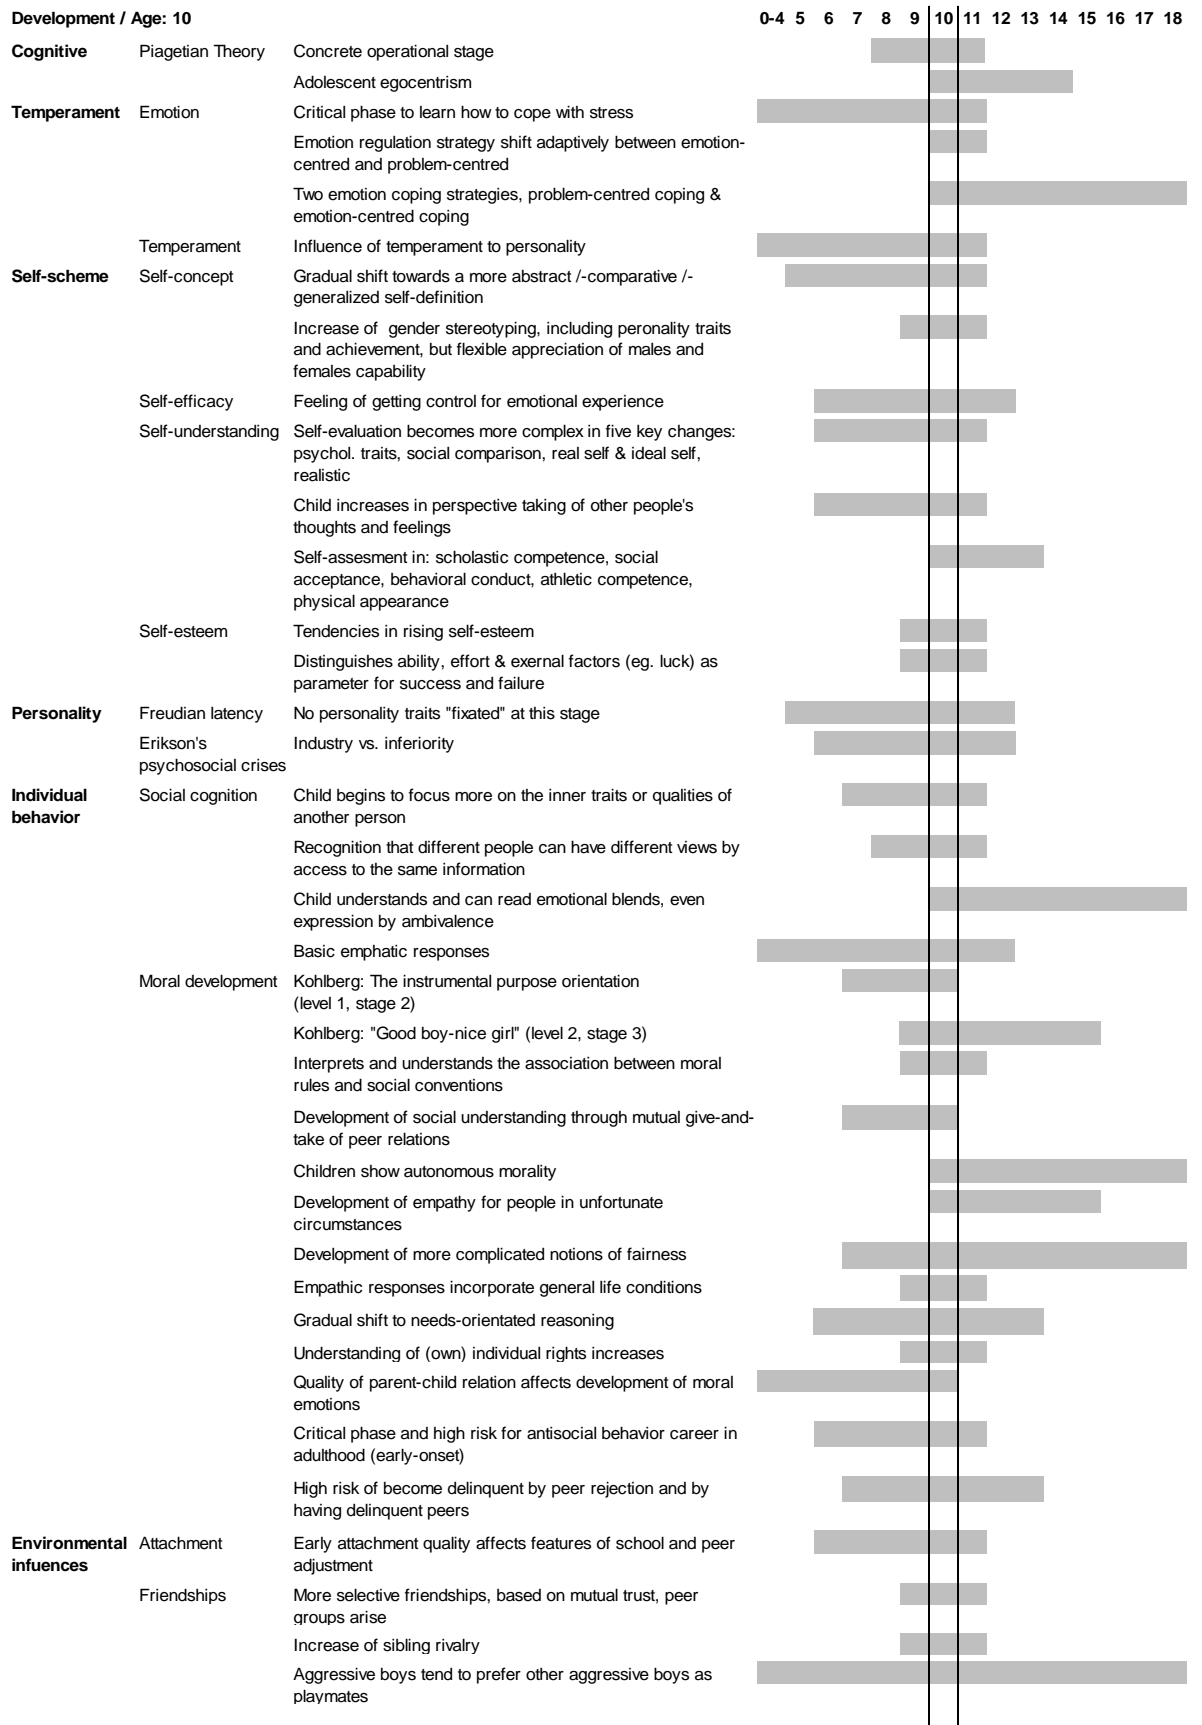 Development / Age: 10 0-4 5 6 7 8 9 10 11 12 13 14 15 16 17 18
Cognitive Piagetian Theory Concrete operational stage
Adolescent egocentrism
Temperament Emotion Critical phase to learn how to cope with stress
Emotion regulation strategy shift adaptively between emotion-
centred and problem-centred
Two emotion coping strategies, problem-centred coping &
emotion-centred coping
Temperament Influence of temperament to personality
Self-scheme Self-concept Gradual shift towards a more abstract /-comparative /-
generalized self-definition
Increase of gender stereotyping, including peronality traits
and achievement, but flexible appreciation of males and
females capability
Self-efficacy Feeling of getting control for emotional experience
Self-understanding Self-evaluation becomes more complex in five key changes:
psychol. traits, social comparison, real self & ideal self,
realistic
Child increases in perspective taking of other people's
thoughts and feelings
Self-assesment in: scholastic competence, social
acceptance, behavioral conduct, athletic competence,
physical appearance
Self-esteem Tendencies in rising self-esteem
Distinguishes ability, effort & exernal factors (eg. luck) as
parameter for success and failure
Personality Freudian latency No personality traits "fixated" at this stage
Erikson's Industry vs. inferiority
psychosocial crises
Individual Social cognition Child begins to focus more on the inner traits or qualities of
behavior another person
Recognition that different people can have different views by
access to the same information
Child understands and can read emotional blends, even
expression by ambivalence
Basic emphatic responses
Moral development Kohlberg: The instrumental purpose orientation
(level 1, stage 2)
Kohlberg: "Good boy-nice girl" (level 2, stage 3)
Interprets and understands the association between moral
rules and social conventions
Development of social understanding through mutual give-and-
take of peer relations
Children show autonomous morality
Development of empathy for people in unfortunate
circumstances
Development of more complicated notions of fairness
Empathic responses incorporate general life conditions
Gradual shift to needs-orientated reasoning
Understanding of (own) individual rights increases
Quality of parent-child relation affects development of moral
emotions
Critical phase and high risk for antisocial behavior career in
adulthood (early-onset)
High risk of become delinquent by peer rejection and by
having delinquent peers
Environmental Attachment Early attachment quality affects features of school and peer
infuences adjustment
Friendships More selective friendships, based on mutual trust, peer
groups arise
Increase of sibling rivalry
Aggressive boys tend to prefer other aggressive boys as
playmates